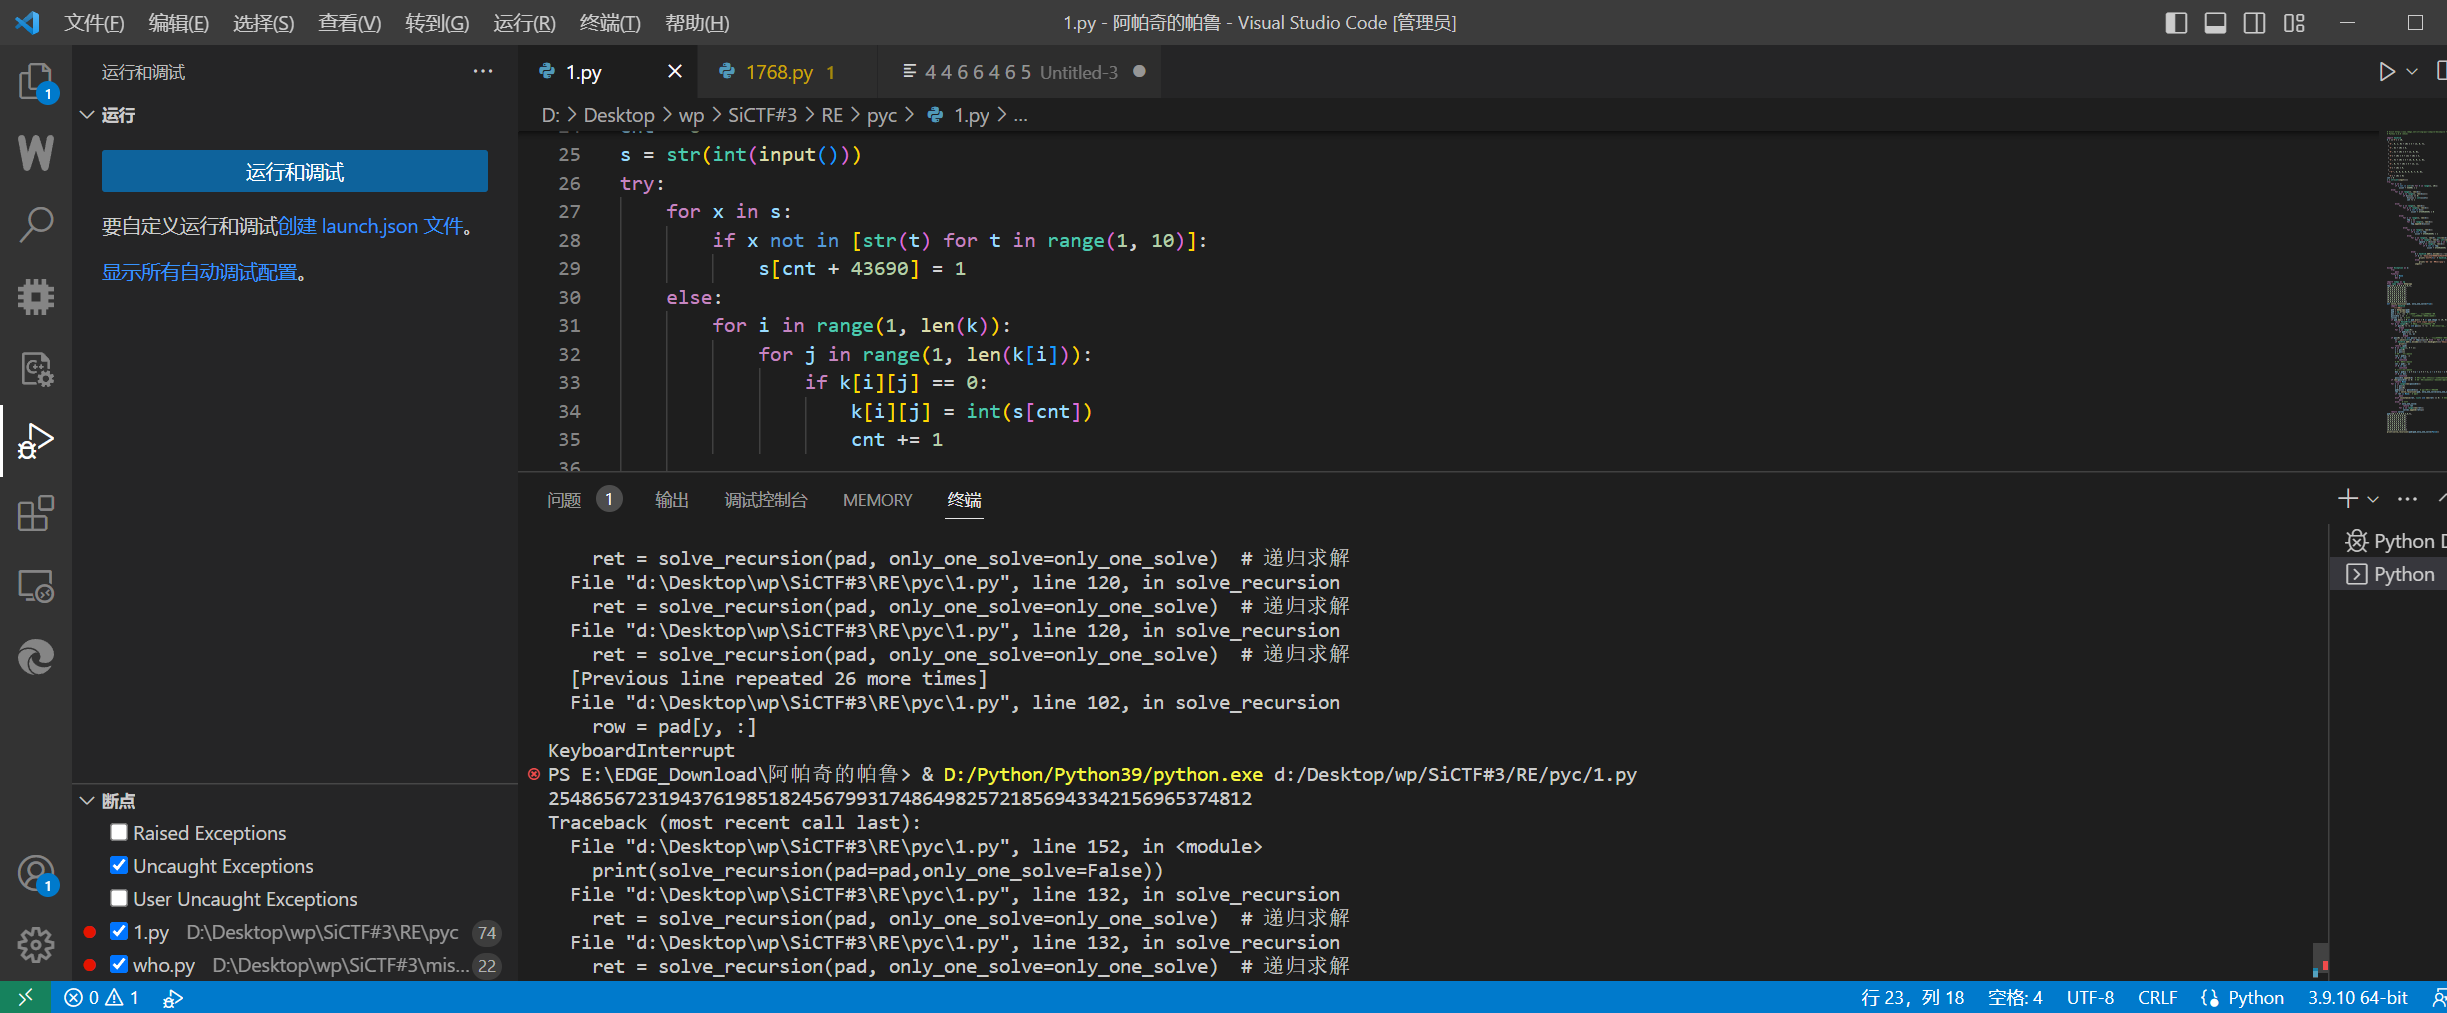 文件(F) 编辑(E) 选择(S) 查看(V) 转到(G) 运行(R) 终端(T) 帮助(H) 1.py - 阿帕奇的帕鲁 - Visual Studio Code [管理员]
运行和调试 ...
1.py 1768.py 1 4 4 6 6 4 6 5 Untitled-3
运行
D: > Desktop > wp > SiCTF#3 > RE > pyc > 1.py > ...
运行和调试
要自定义运行和调试创建 launch.json 文件。
显示所有自动调试配置。
25 s = str(int(input()))
26 try:
27 for x in s:
28 if x not in [str(t) for t in range(1, 10)]:
29 s[cnt + 43690] = 1
30 else:
31 for i in range(1, len(k)):
32 for j in range(1, len(k[i])):
33 if k[i][j] == 0:
34 k[i][j] = int(s[cnt])
35 cnt += 1
36
问题 1 输出 调试控制台 MEMORY 终端
ret = solve_recursion(pad, only_one_solve=only_one_solve)  # 递归求解
File "d:\Desktop\wp\SiCTF#3\RE\pyc\1.py", line 120, in solve_recursion
ret = solve_recursion(pad, only_one_solve=only_one_solve)  # 递归求解
File "d:\Desktop\wp\SiCTF#3\RE\pyc\1.py", line 120, in solve_recursion
ret = solve_recursion(pad, only_one_solve=only_one_solve)  # 递归求解
[Previous line repeated 26 more times]
File "d:\Desktop\wp\SiCTF#3\RE\pyc\1.py", line 102, in solve_recursion
row = pad[y, :]
KeyboardInterrupt
PS E:\EDGE_Download\阿帕奇的帕鲁> & D:/Python/Python39/python.exe d:/Desktop/wp/SiCTF#3/RE/pyc/1.py
2548656723194376198518245679931748649825721856943342156965374812
Traceback (most recent call last):
File "d:\Desktop\wp\SiCTF#3\RE\pyc\1.py", line 152, in <module>
print(solve_recursion(pad=pad,only_one_solve=False))
File "d:\Desktop\wp\SiCTF#3\RE\pyc\1.py", line 132, in solve_recursion
ret = solve_recursion(pad, only_one_solve=only_one_solve)  # 递归求解
File "d:\Desktop\wp\SiCTF#3\RE\pyc\1.py", line 132, in solve_recursion
ret = solve_recursion(pad, only_one_solve=only_one_solve)  # 递归求解
Python
Python
断点
Raised Exceptions
Uncaught Exceptions
User Uncaught Exceptions
1.py D:\Desktop\wp\SiCTF#3\RE\pyc 74
who.py D:\Desktop\wp\SiCTF#3\mis... 22
1
1
0 1 行 23, 列 18 空格: 4 UTF-8 CRLF Python 3.9.10 64-bit